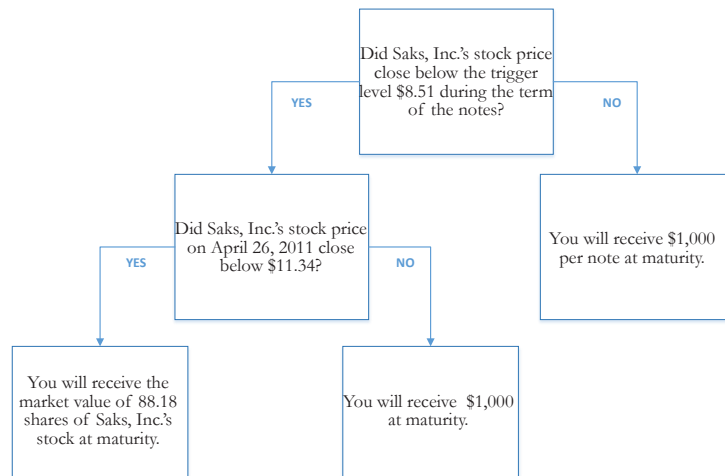 Did Saks, Inc.'s stock price
close below the trigger
level $8.51 during the term
of the notes?
YES
NO
Did Saks, Inc.'s stock price
on April 26, 2011 close
below $11.34?
You will receive $1,000
per note at maturity.
YES
NO
You will receive the
market value of 88.18
shares of Saks, Inc.'s
stock at maturity.
You will receive $1,000
at maturity.